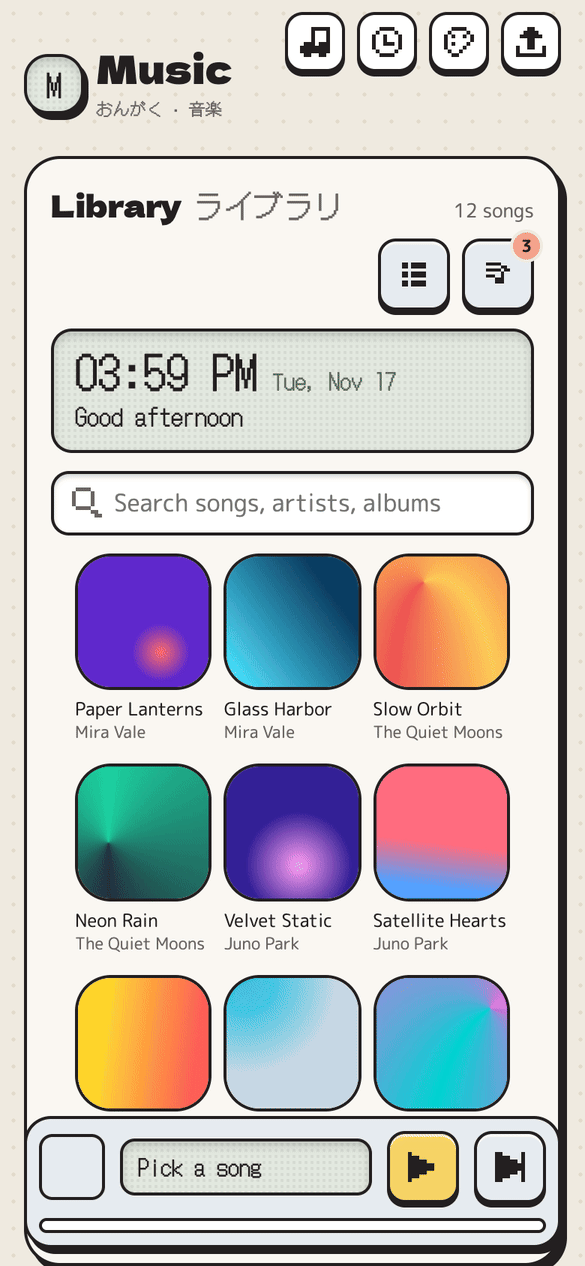 M
Music
おんがく · 音楽
Library ライブラリ
12 songs
3
03:59 PM Tue, Nov 17
Good afternoon
Search songs, artists, albums
Paper Lanterns
Mira Vale
Glass Harbor
Mira Vale
Slow Orbit
The Quiet Moons
Neon Rain
The Quiet Moons
Velvet Static
Juno Park
Satellite Hearts
Juno Park
Pick a song